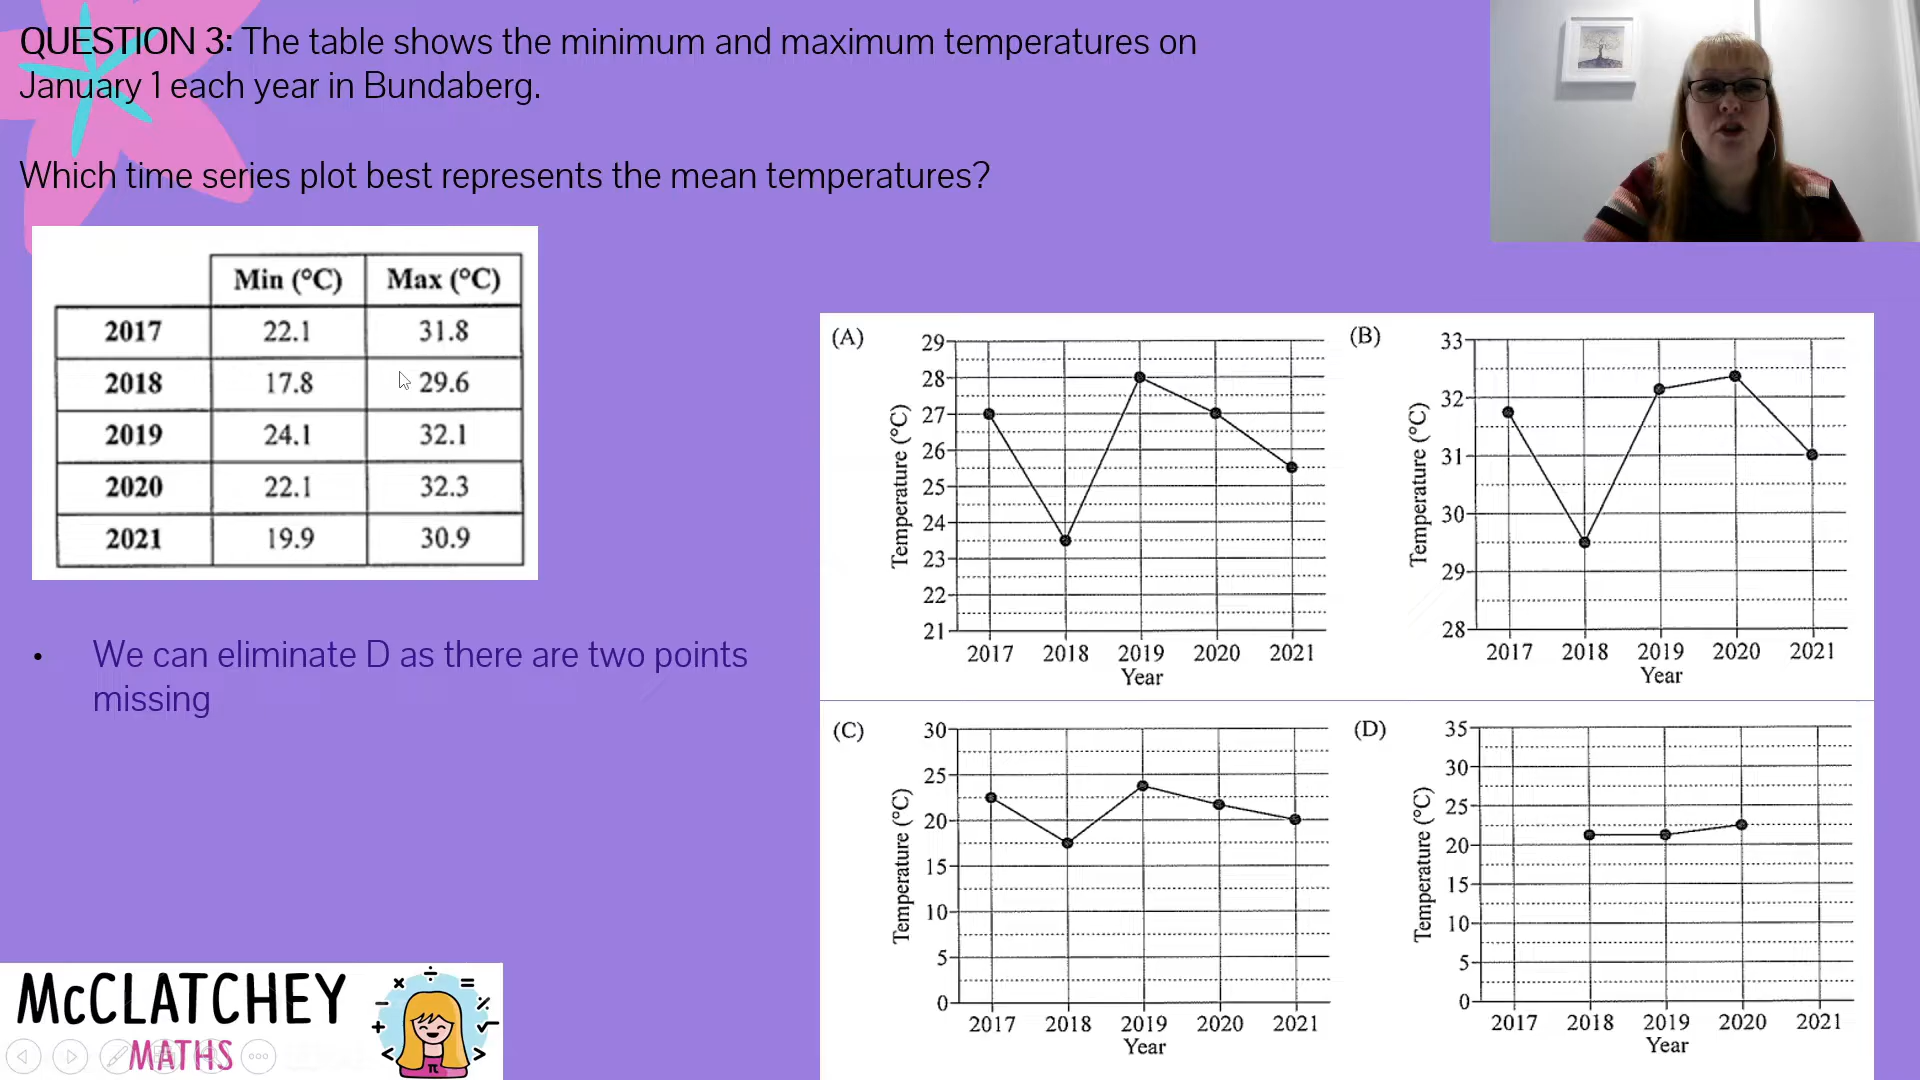 QUESTION 3: The table shows the minimum and maximum temperatures on
January 1 each year in Bundaberg.
Which time series plot best represents the mean temperatures?
Min (°C) Max (°C)
2017 22.1 31.8
2018 17.8 29.6
2019 24.1 32.1
2020 22.1 32.3
2021 19.9 30.9
• We can eliminate D as there are two points
missing
(A)
Temperature (°C)
29
28
27
26
25
24
23
22
21
2017 2018 2019 2020 2021
Year
(B)
Temperature (°C)
33
32
31
30
29
28
2017 2018 2019 2020 2021
Year
(C)
Temperature (°C)
30
25
20
15
10
5
0
2017 2018 2019 2020 2021
Year
(D)
Temperature (°C)
35
30
25
20
15
10
5
0
2017 2018 2019 2020 2021
Year
McCLATCHEY
MATHS
× ÷ =
− %
+ √
< π >